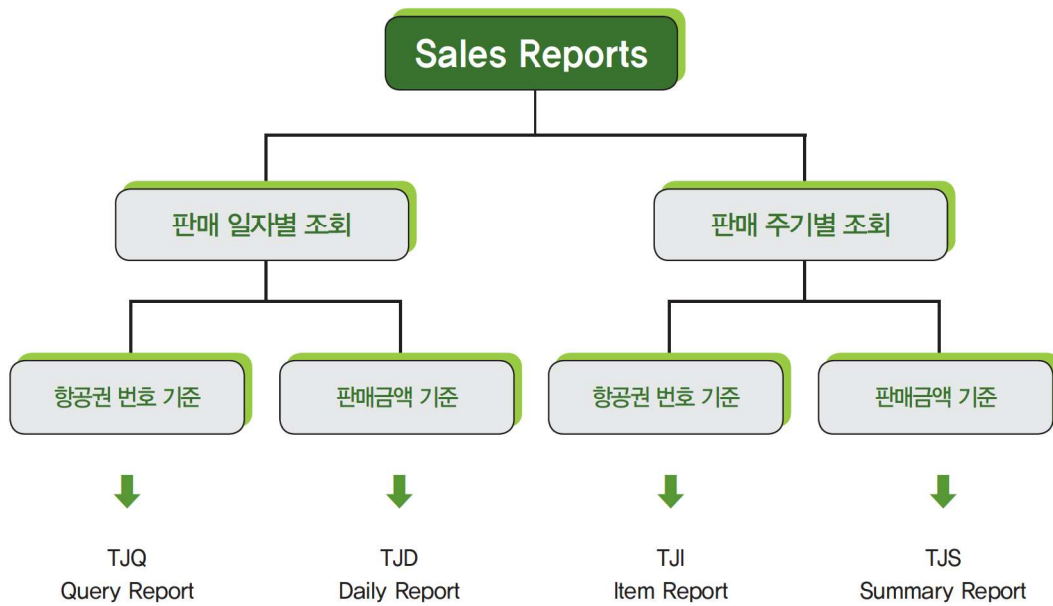 Sales Reports
판매 일자별 조회
판매 주기별 조회
항공권 번호 기준
판매금액 기준
항공권 번호 기준
판매금액 기준
TJQ
Query Report
TJD
Daily Report
TJI
Item Report
TJS
Summary Report